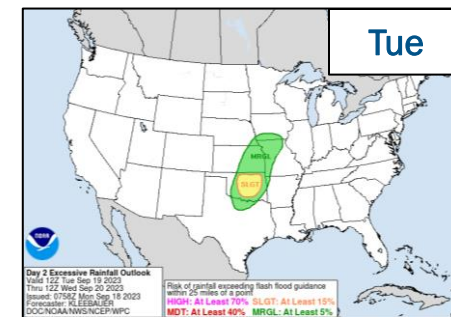 Tue
MRGL
SLGT
NOAA
Day 2 Excessive Rainfall Outlook
Valid 12Z Tue Sep 19 2023
Thru 12Z Wed Sep 20 2023
Issued: 0758Z Mon Sep 18 2023
Forecaster: KLEEBAUER
DOC/NOAA/NWS/NCEP/WPC
Risk of rainfall exceeding flash flood guidance
within 25 miles of a point
HIGH: At Least 70% SLGT: At Least 15%
MDT: At Least 40% MRGL: At Least 5%